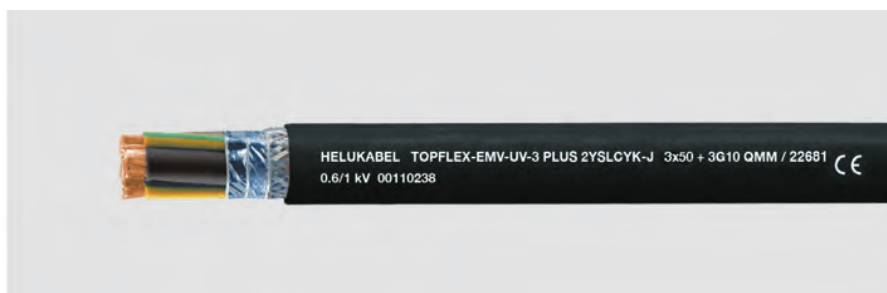 HELUKABEL TOPFLEX-EMV-UV-3 PLUS 2YSLCYK-J 3x50 + 3G10 QMM / 22681 CE
0.6/1 kV 00110238